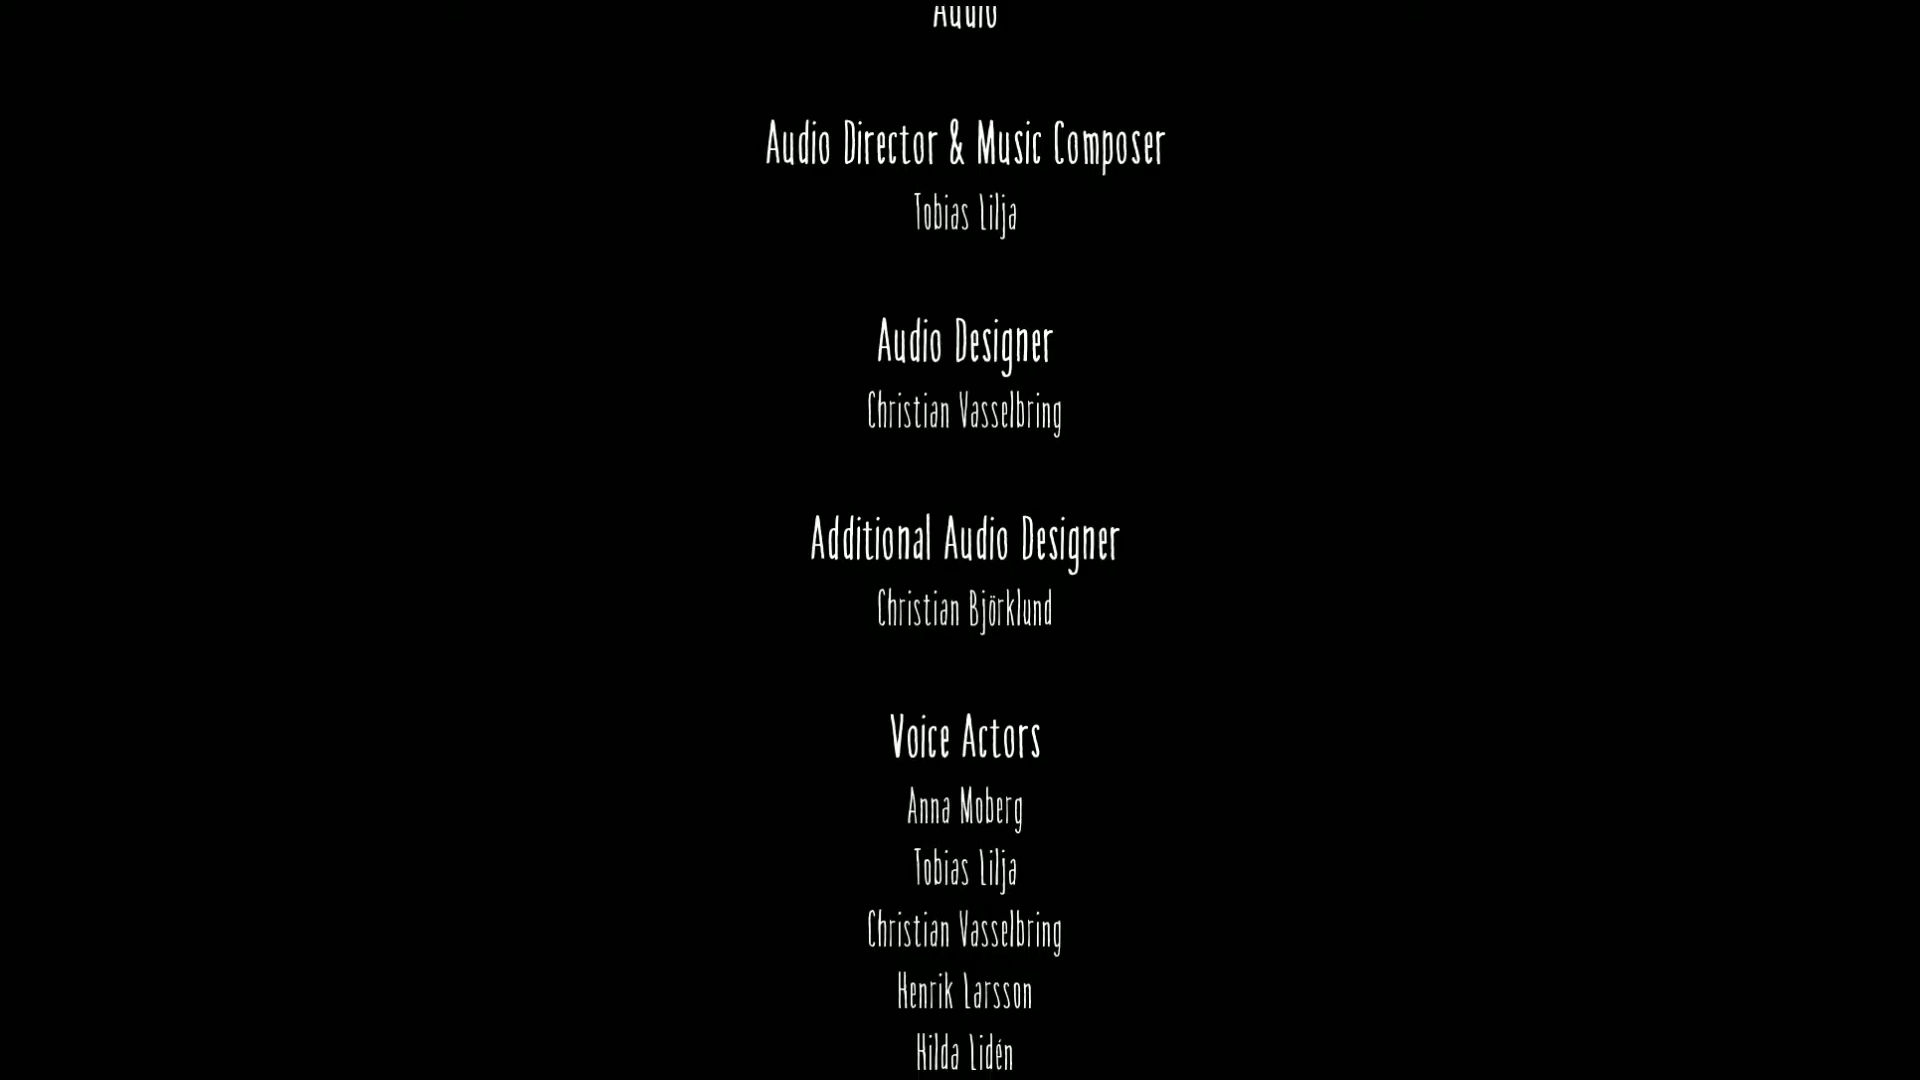 Audio
Audio Director & Music Composer
Tobias Lilja
Audio Designer
Christian Vasselbring
Additional Audio Designer
Christian Björklund
Voice Actors
Anna Moberg
Tobias Lilja
Christian Vasselbring
Henrik Larsson
Hilda Lidén